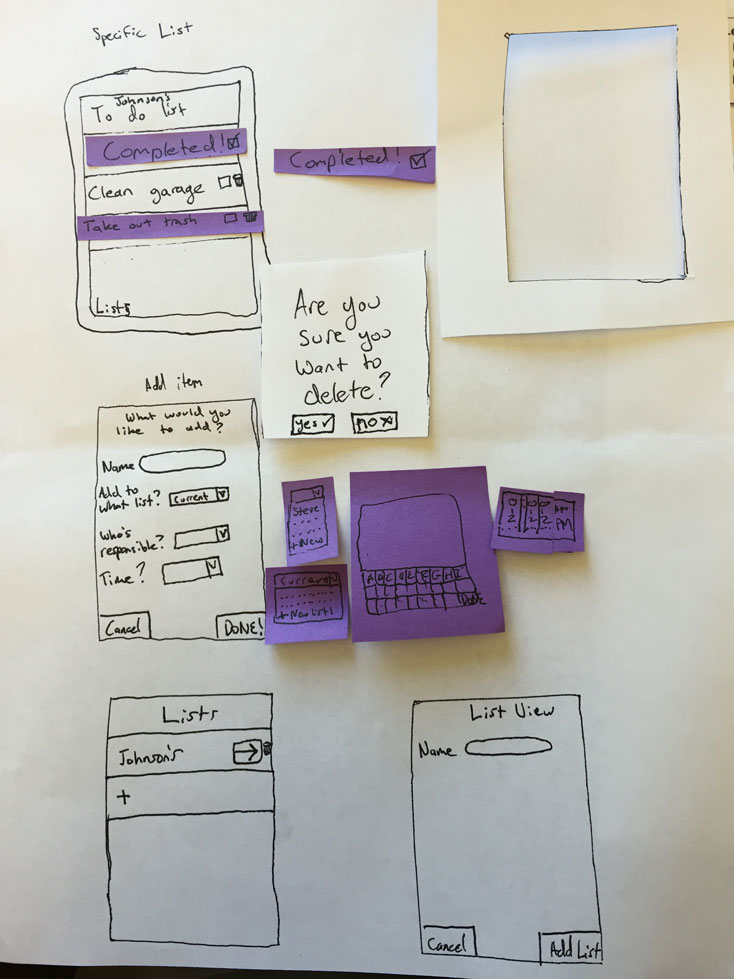 Specific List
Johnson's
To do list
Completed!
Completed!
Clean garage
Take out trash
Lists
Are you
sure you
want to
delete?
yes
no
Add item
What would you
like to add?
Name
Add to
what list?
Current
Who's
responsible?
Time?
Cancel
DONE!
Steve
+New
Current
+ New list!
DONE
AM
PM
Lists
Johnson's
+
List View
Name
Cancel
Add List